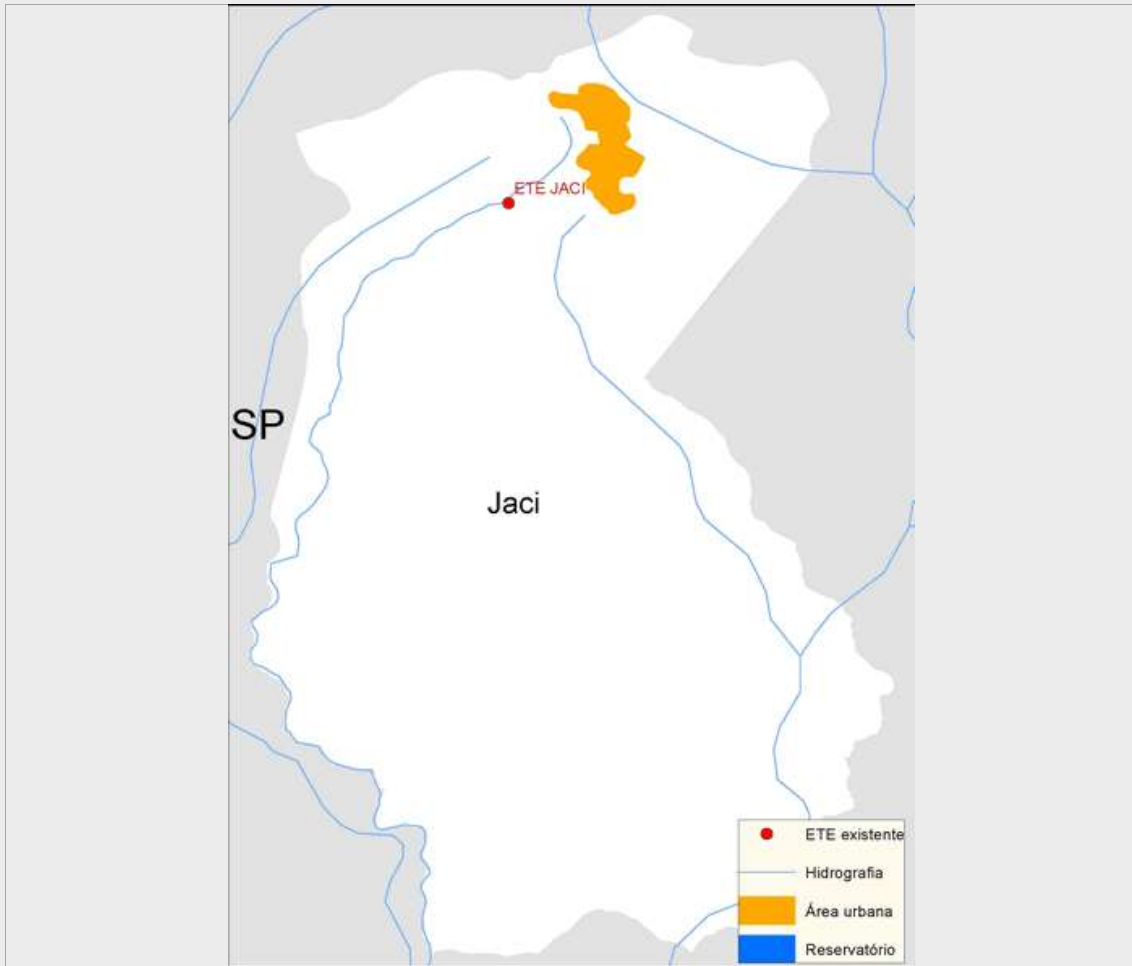 ETE JACI
SP
Jaci
ETE existente
Hidrografia
Área urbana
Reservatório